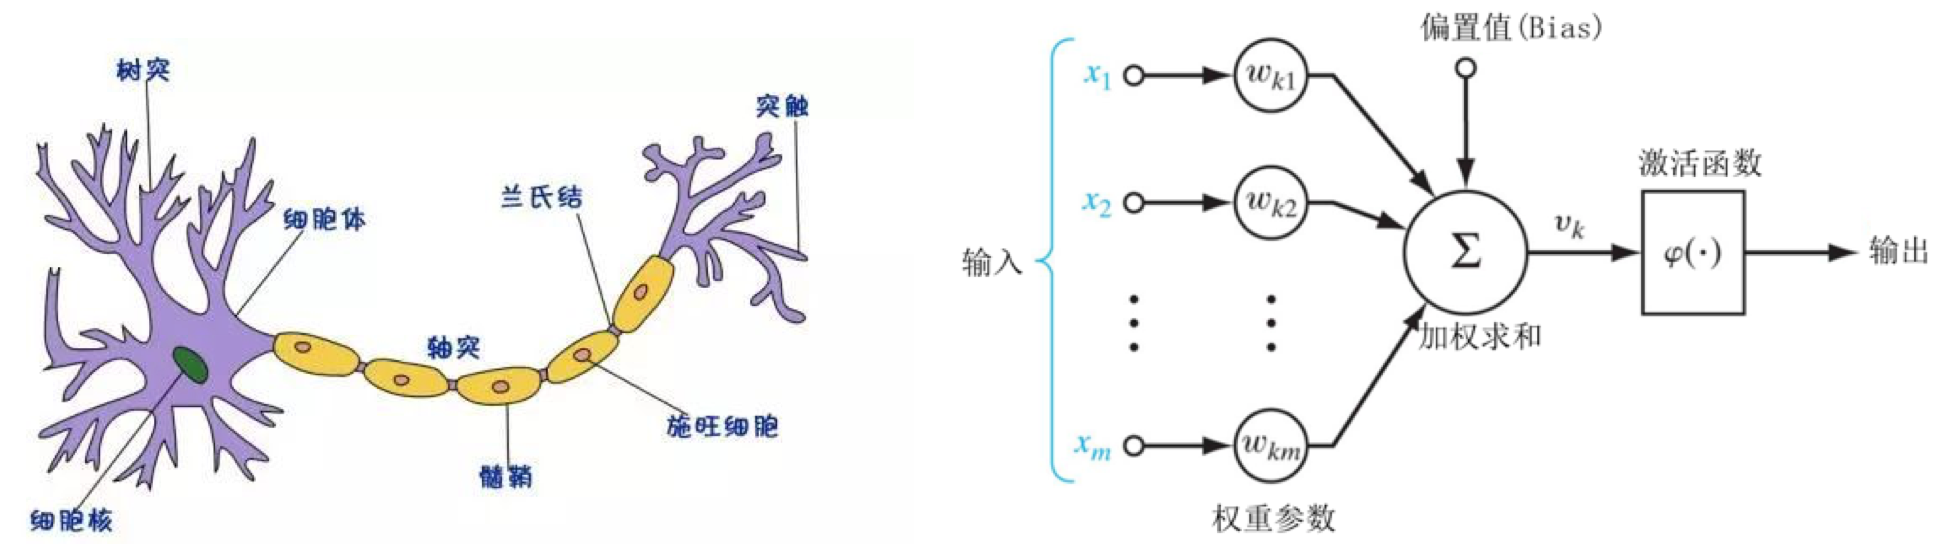 树突
突触
兰氏结
细胞体
轴突
施旺细胞
髓鞘
细胞核
偏置值(Bias)
x1
wk1
激活函数
x2
wk2
输入
Σ
υk
φ(·)
输出
加权求和
xm
wkm
权重参数